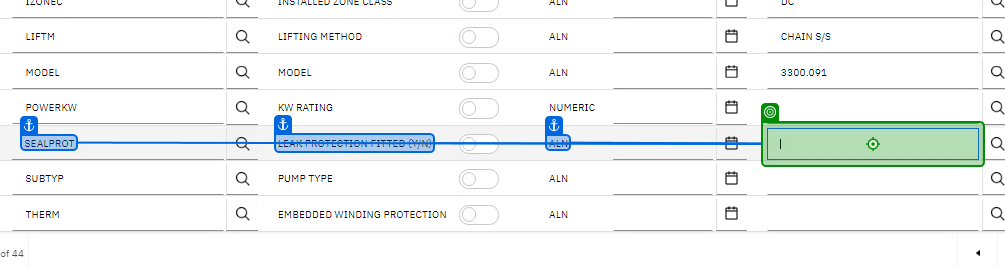 IZONEC INSTALLED ZONE CLASS ALN DC
LIFTM LIFTING METHOD ALN CHAIN S/S
MODEL MODEL ALN 3300.091
POWERKW KW RATING NUMERIC
SEALPROT LEAK PROTECTION FITTED (Y/N) ALN
SUBTYP PUMP TYPE ALN
THERM EMBEDDED WINDING PROTECTION ALN
of 44